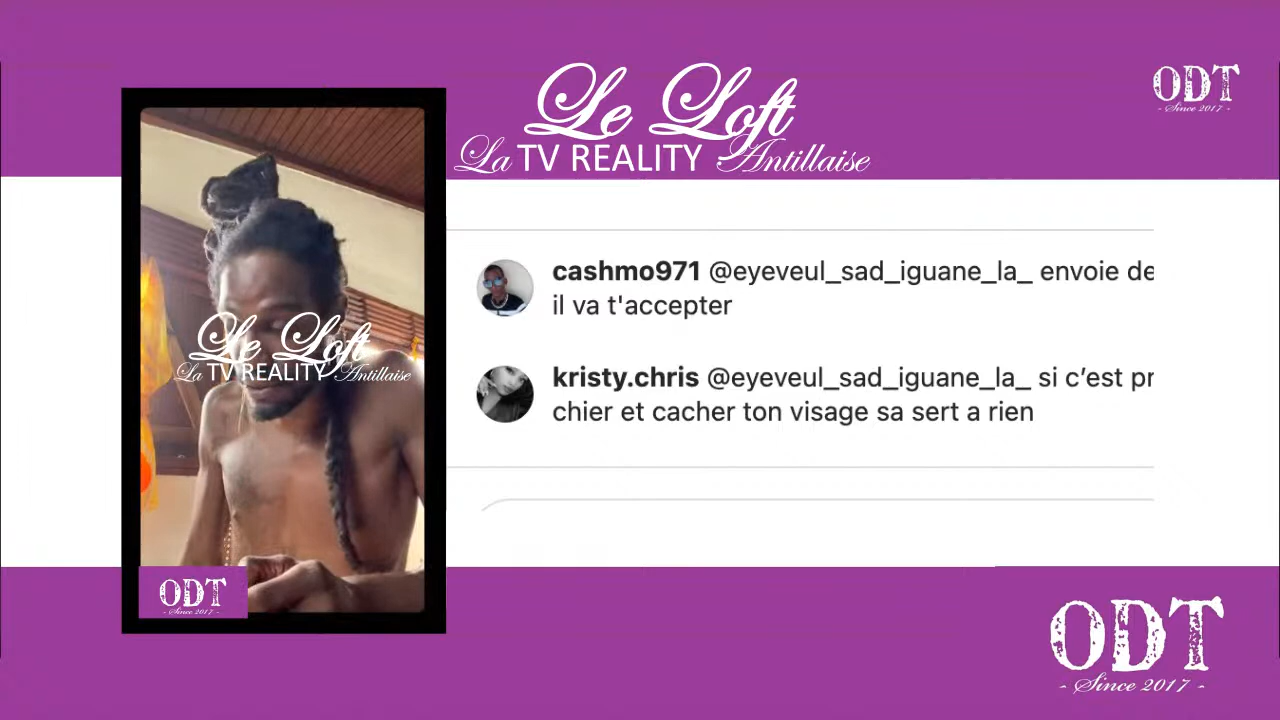 Le Loft
La TV REALITY Antillaise
ODT
- Since 2017 -
cashmo971 @eyeveul_sad_iguane_la_ envoie de
il va t'accepter
kristy.chris @eyeveul_sad_iguane_la_ si c’est pr
chier et cacher ton visage sa sert a rien
Le Loft
La TV REALITY Antillaise
ODT
- Since 2017 -
ODT
- Since 2017 -